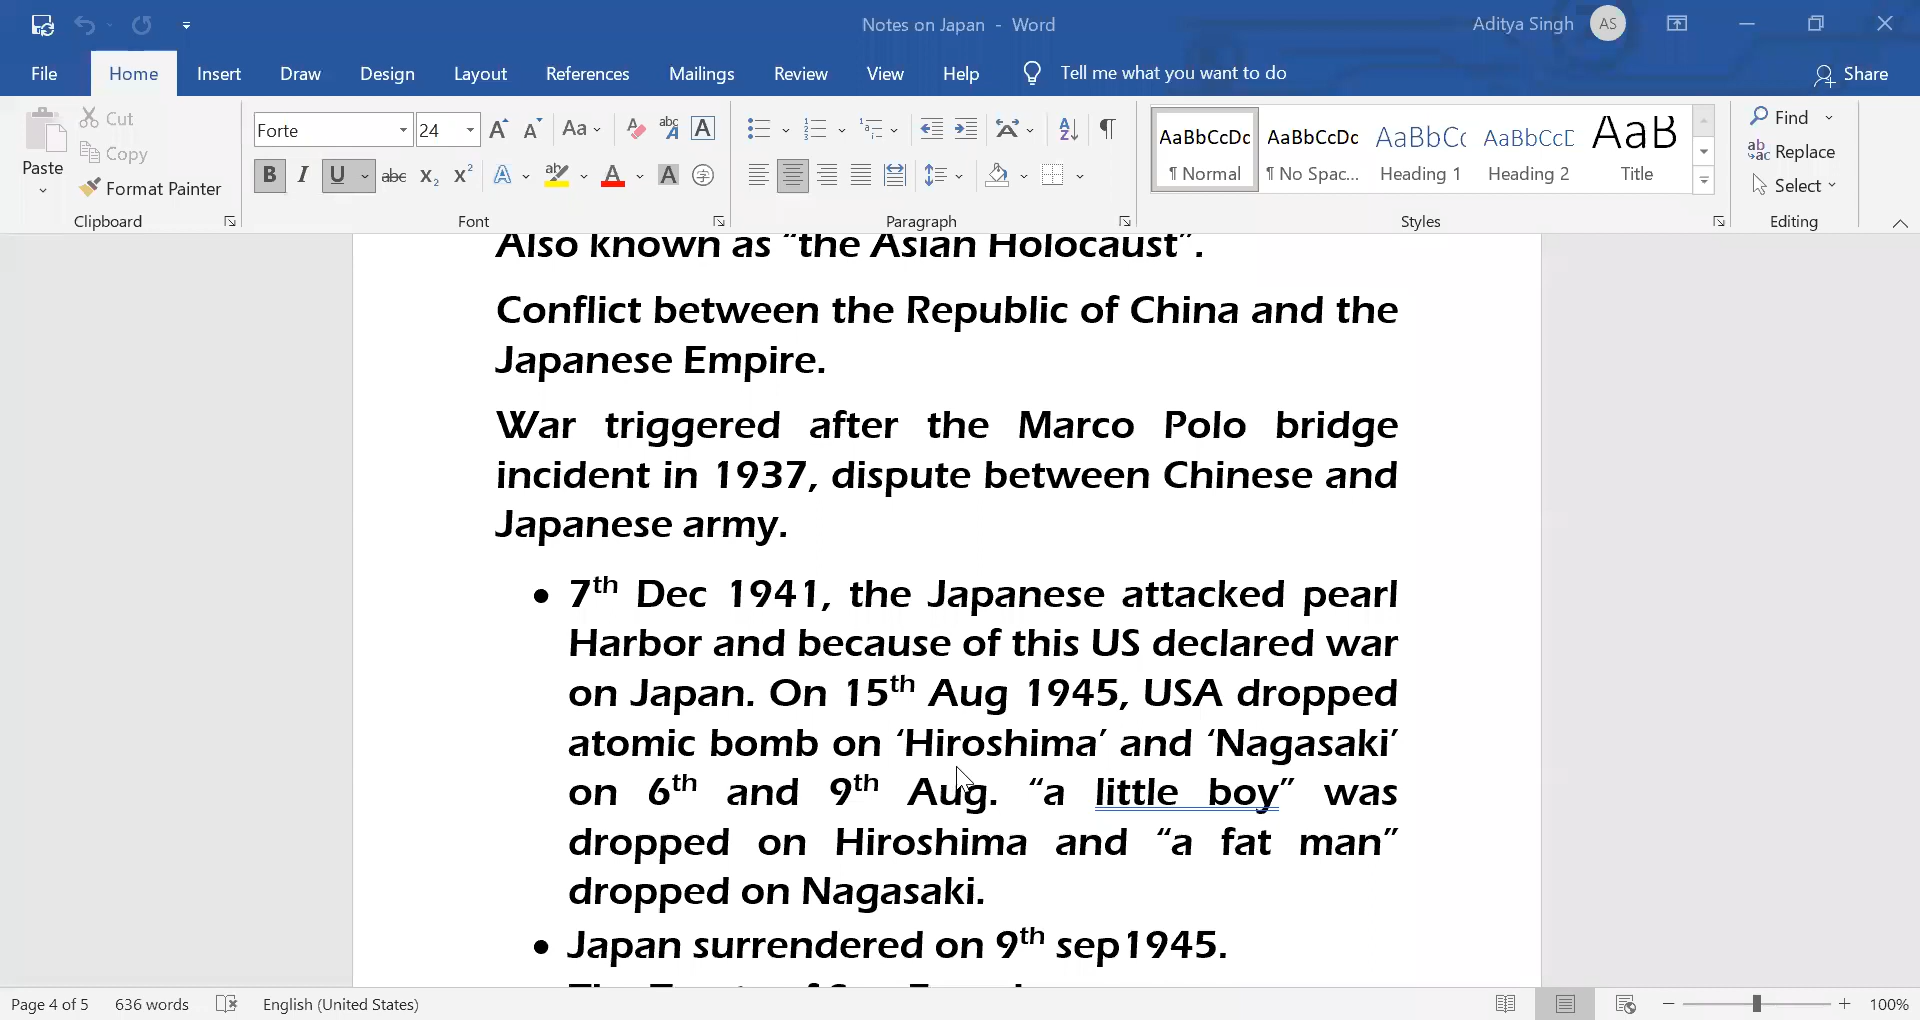 Notes on Japan - Word
Aditya Singh AS
File Home Insert Draw Design Layout References Mailings Review View Help Tell me what you want to do Share
Paste
Cut
Copy
Format Painter
Clipboard
Forte 24
Font
Paragraph
AaBbCcDc AaBbCcDc AaBbCc AaBbCcE AaB
¶ Normal ¶ No Spac... Heading 1 Heading 2 Title
Styles
Find
Replace
Select
Editing
Also known as “the Asian Holocaust”.
Conflict between the Republic of China and the
Japanese Empire.
War triggered after the Marco Polo bridge
incident in 1937, dispute between Chinese and
Japanese army.
• 7th Dec 1941, the Japanese attacked pearl
Harbor and because of this US declared war
on Japan. On 15th Aug 1945, USA dropped
atomic bomb on ‘Hiroshima’ and ‘Nagasaki’
on 6th and 9th Aug. “a little boy” was
dropped on Hiroshima and “a fat man”
dropped on Nagasaki.
• Japan surrendered on 9th sep1945.
Page 4 of 5 636 words English (United States) 100%